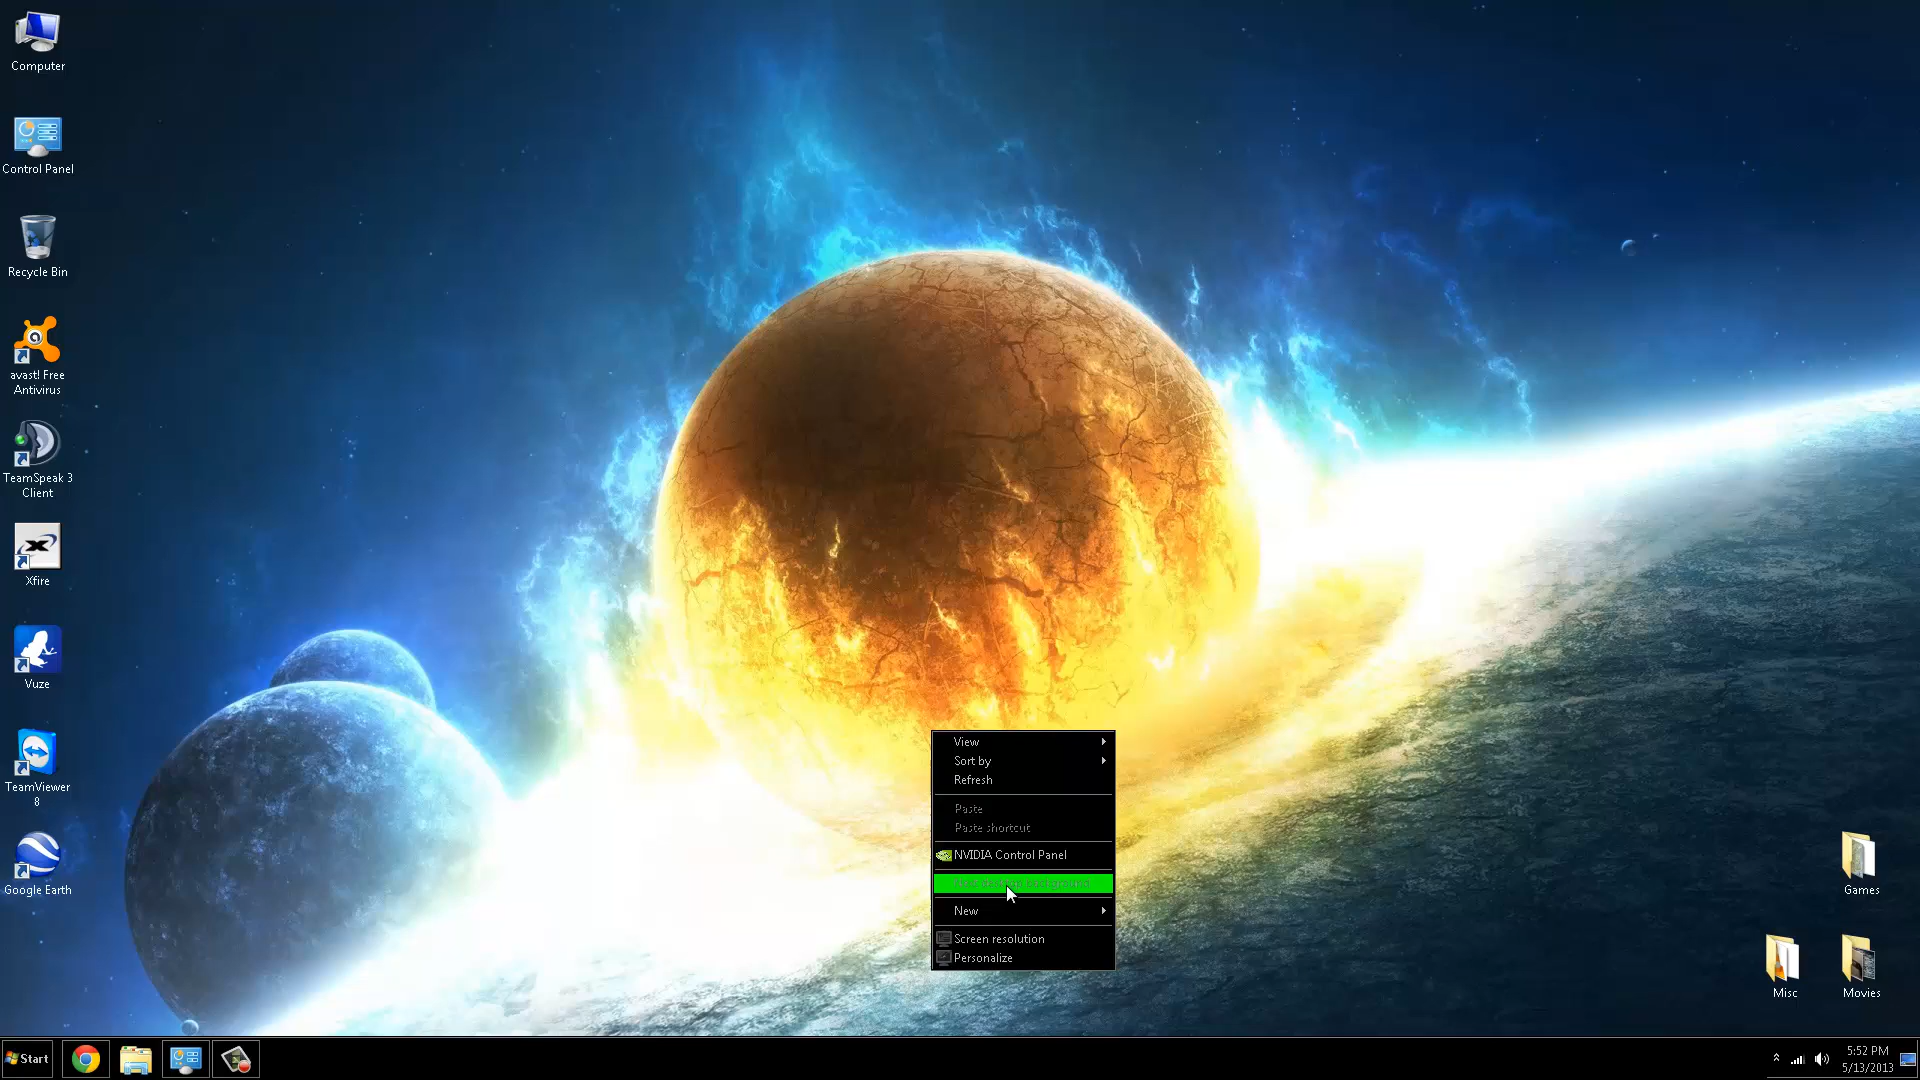 Computer
Control Panel
Recycle Bin
avast! Free
Antivirus
TeamSpeak 3
Client
Xfire
Vuze
TeamViewer
8
Google Earth
View
Sort by
Refresh
Paste
Paste shortcut
NVIDIA Control Panel
background
New
Screen resolution
Personalize
Games
Misc
Movies
Start
5:52 PM
5/13/2013